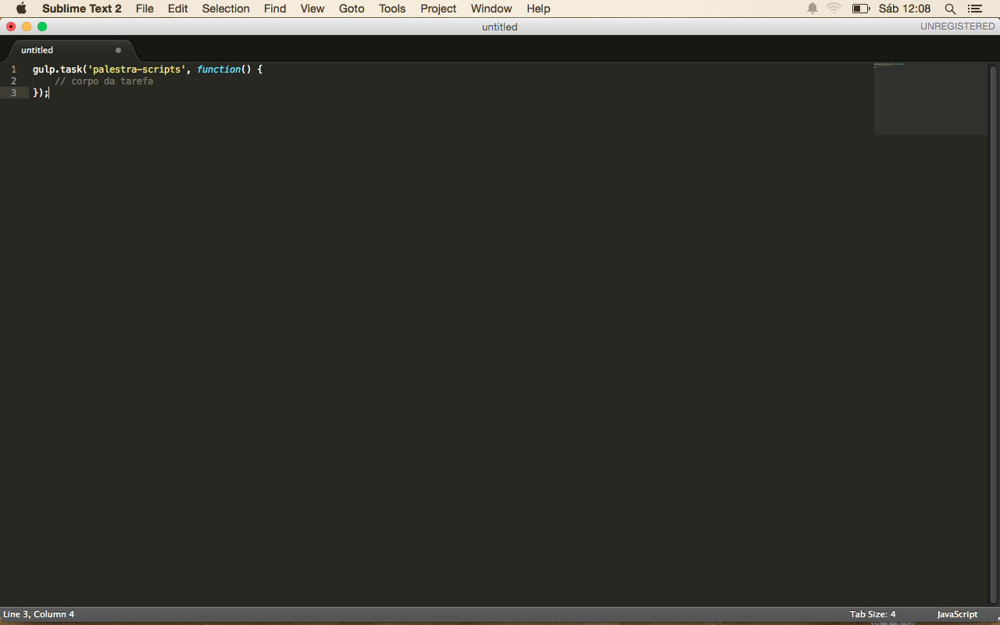 Sublime Text 2 File Edit Selection Find View Goto Tools Project Window Help Sáb 12:08
untitled UNREGISTERED
untitled
1 gulp.task('palestra-scripts', function() {
2 // corpo da tarefa
3 });
Line 3, Column 4 Tab Size: 4 JavaScript